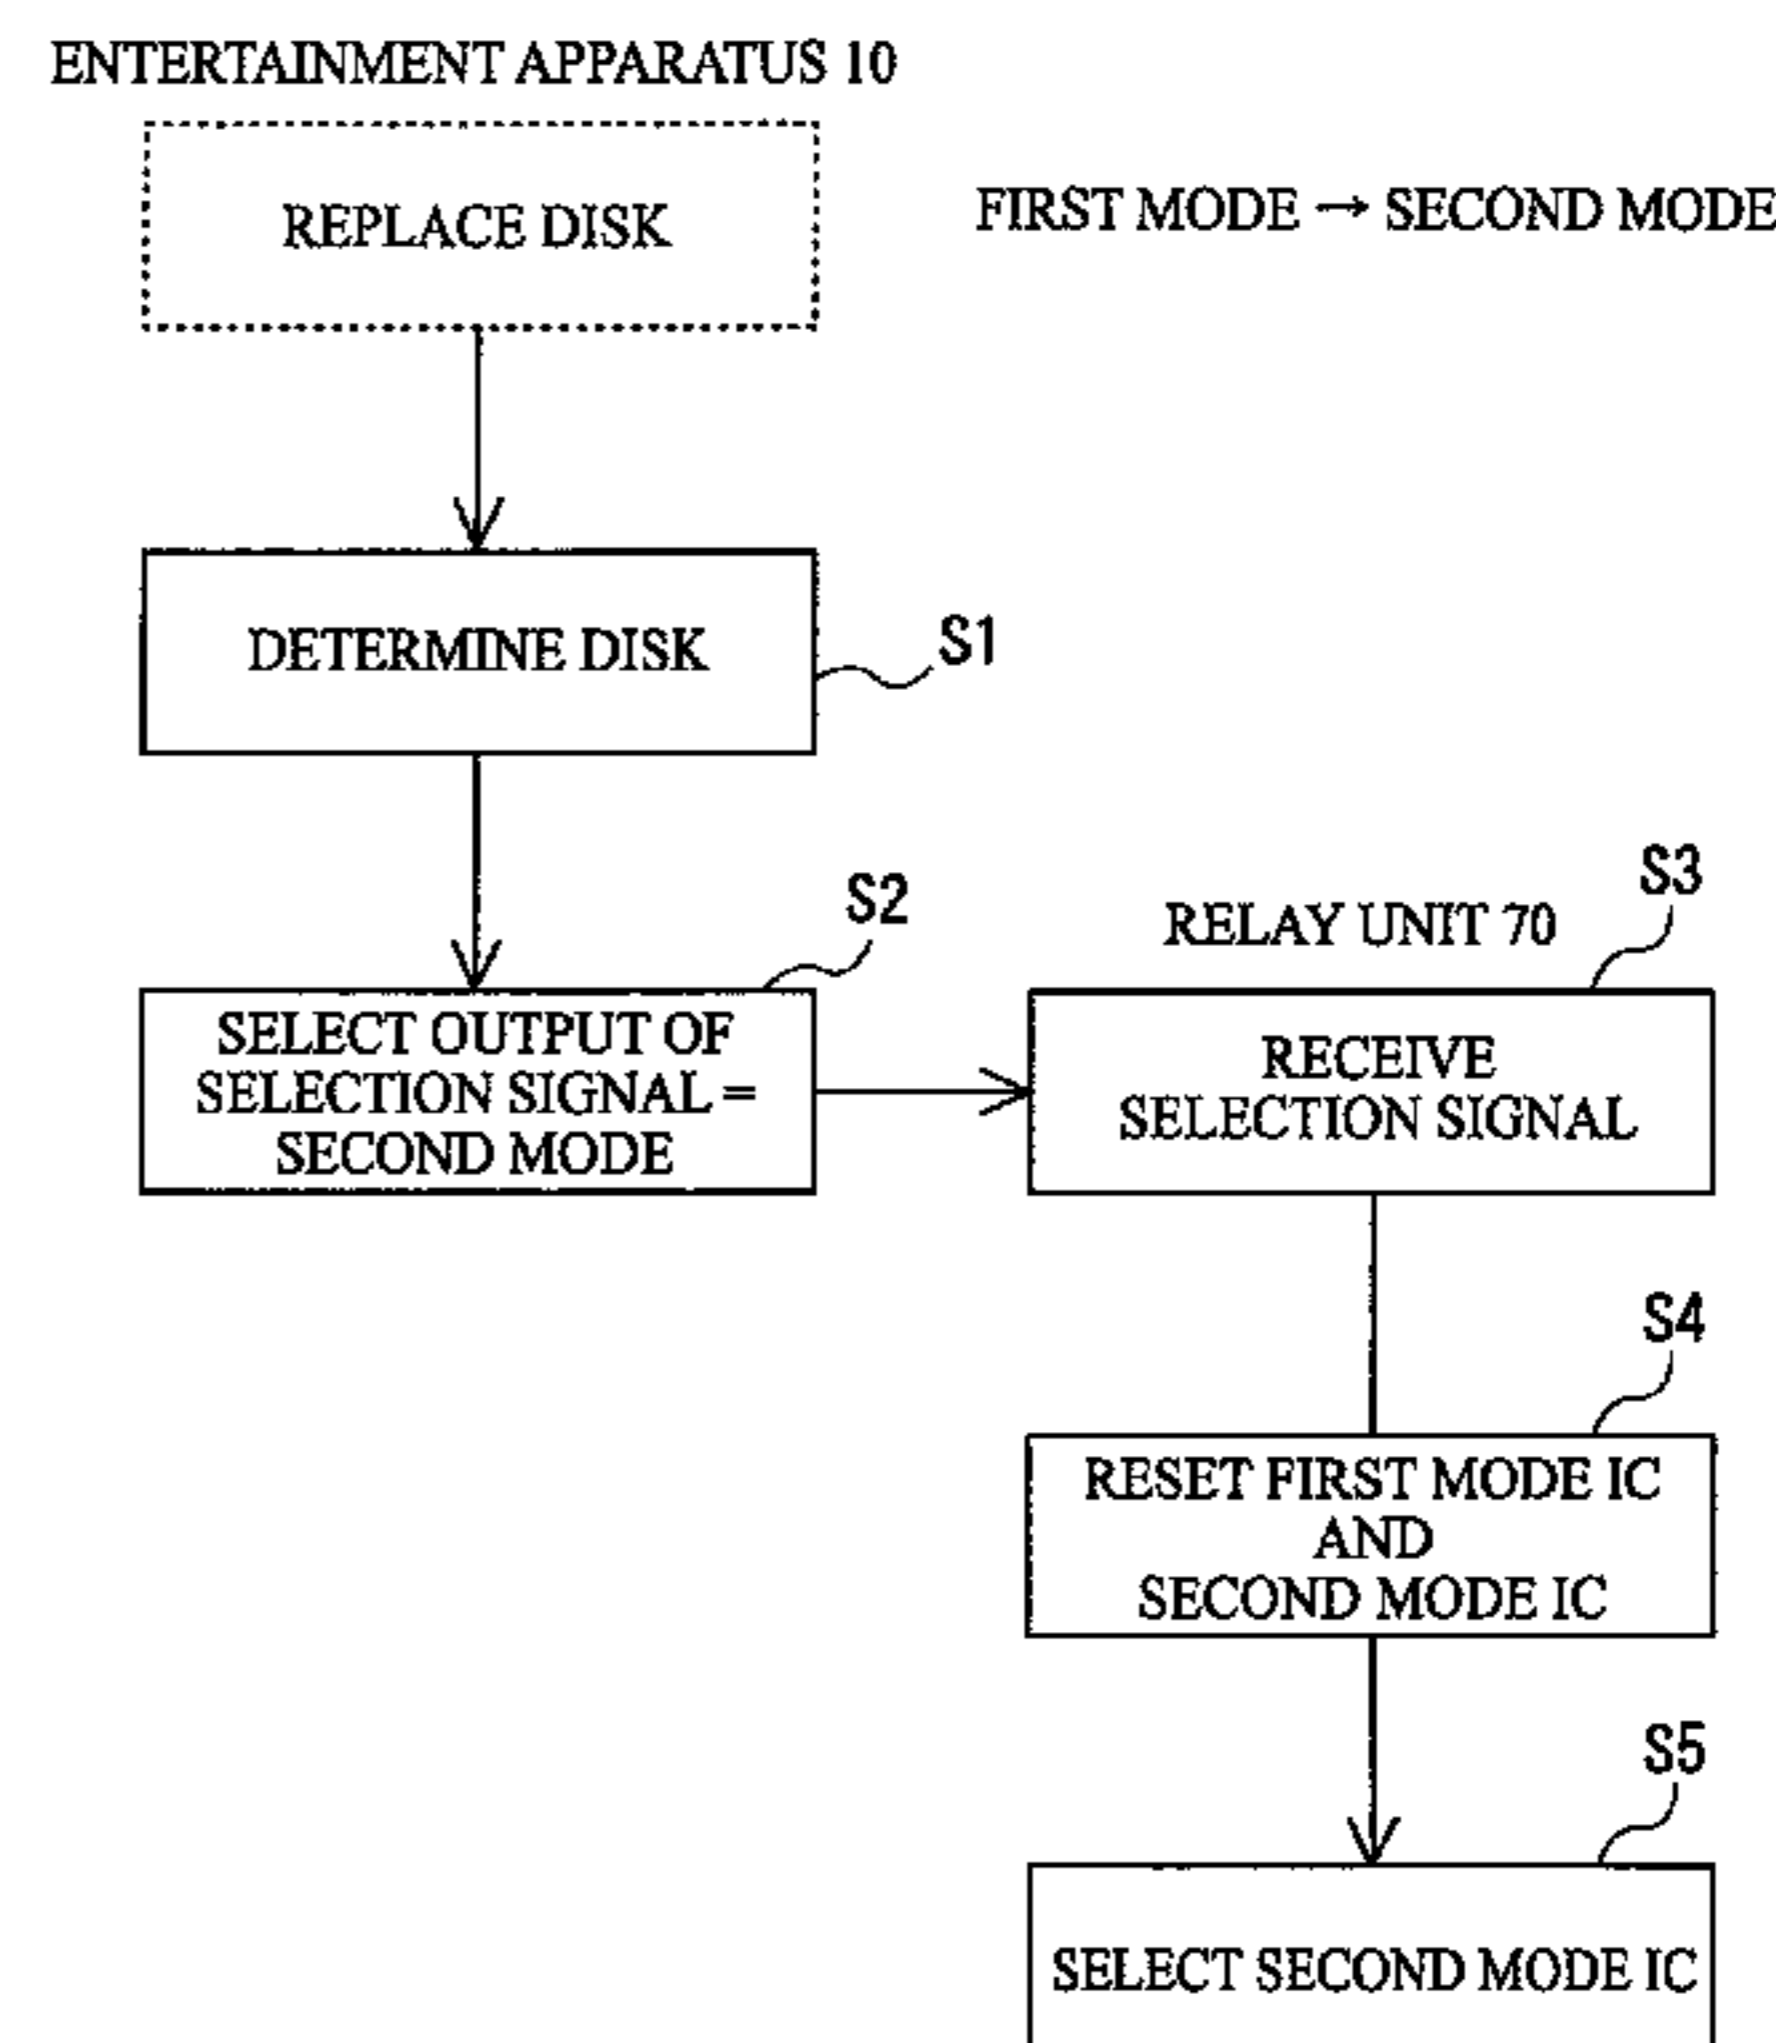 ENTERTAINMENT APPARATUS 10
REPLACE DISK
FIRST MODE → SECOND MODE
DETERMINE DISK
S1
S2
SELECT OUTPUT OF
SELECTION SIGNAL =
SECOND MODE
RELAY UNIT 70
S3
RECEIVE
SELECTION SIGNAL
S4
RESET FIRST MODE IC
AND
SECOND MODE IC
S5
SELECT SECOND MODE IC